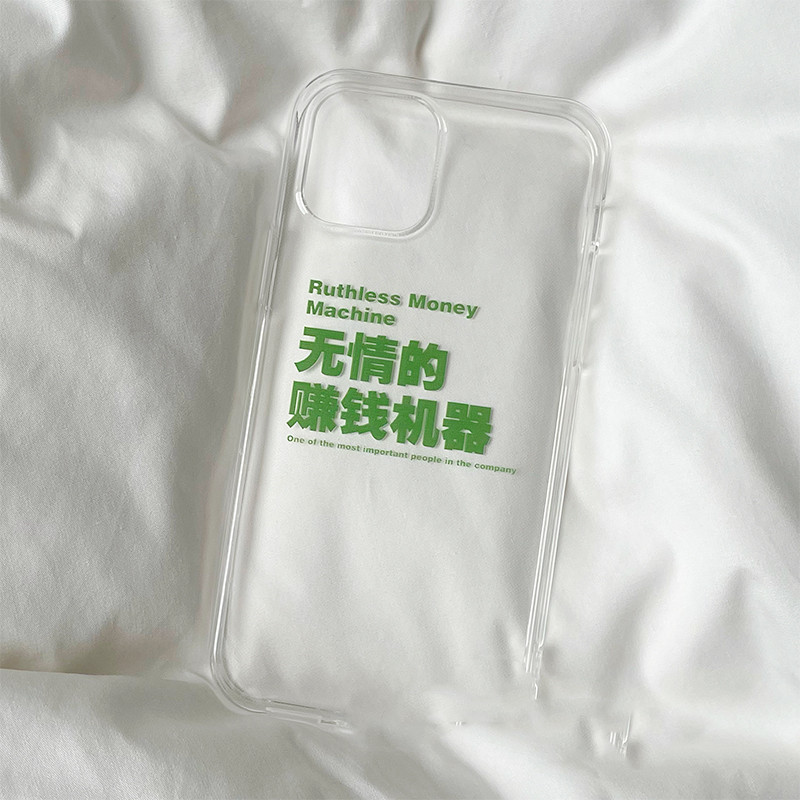 Ruthless Money
Machine
无情的
赚钱机器
One of the most important people in the company